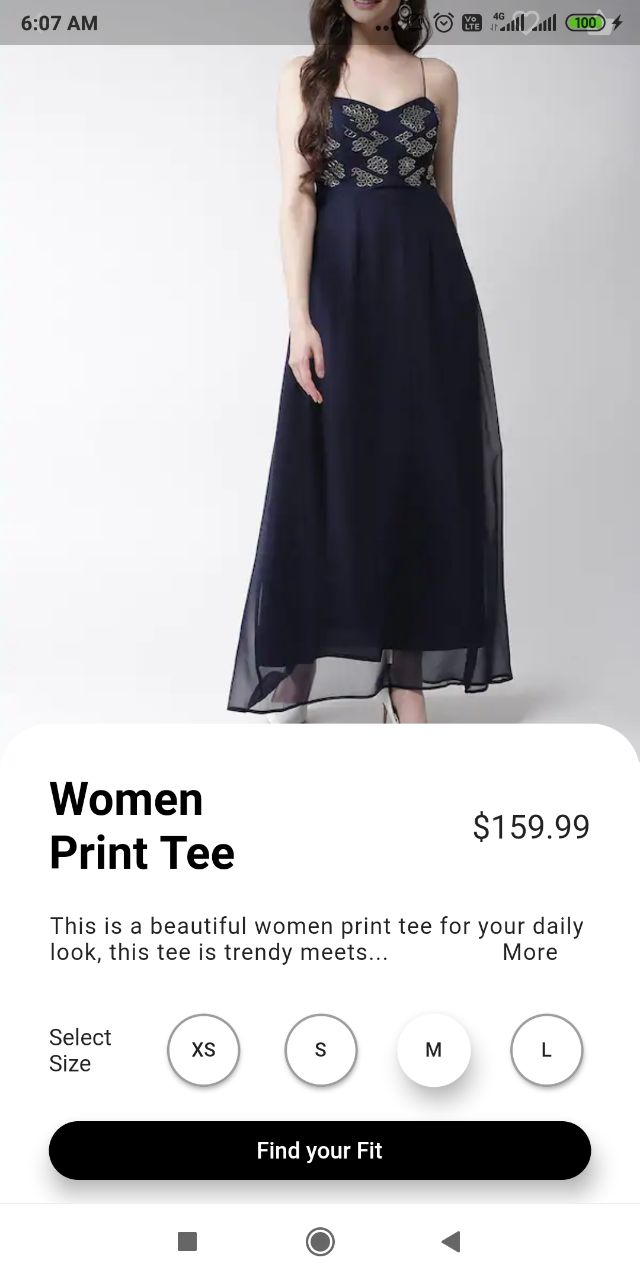 6:07 AM
Vo LTE 4G 100
Women
Print Tee
$159.99
This is a beautiful women print tee for your daily
look, this tee is trendy meets... More
Select
Size
XS S M L
Find your Fit